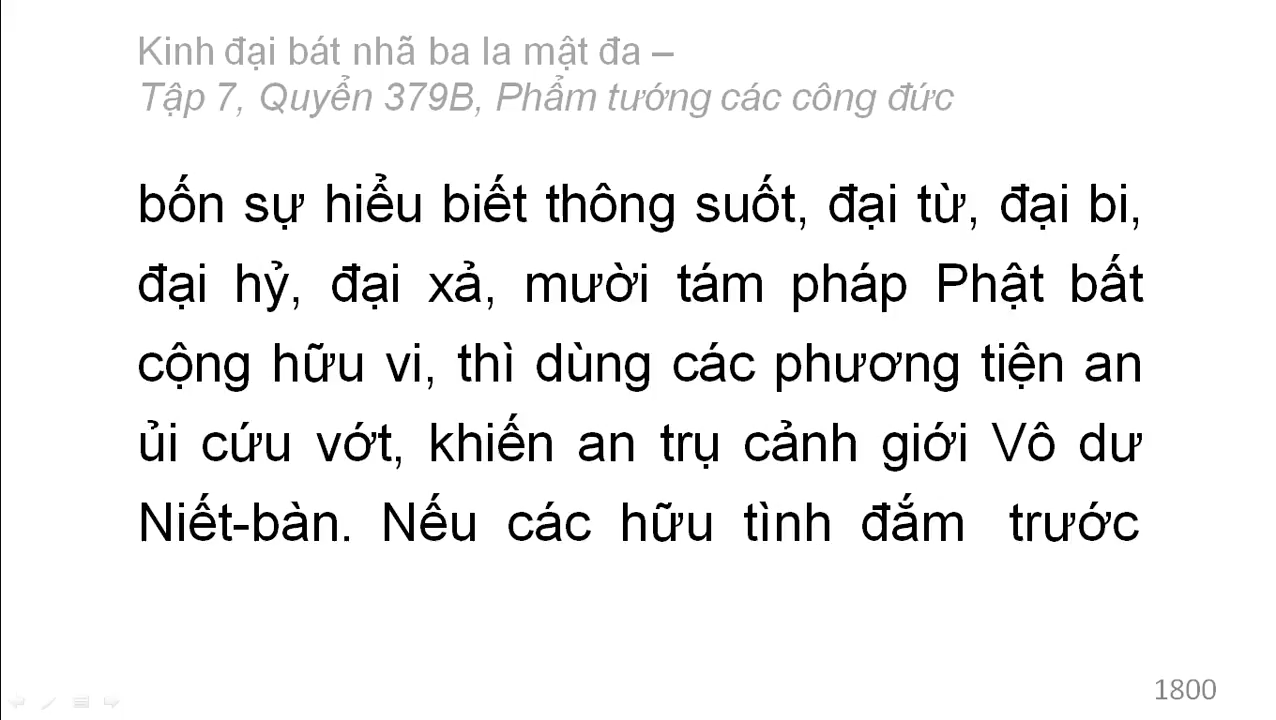 Kinh đại bát nhã ba la mật đa –
Tập 7, Quyển 379B, Phẩm tướng các công đức
bốn sự hiểu biết thông suốt, đại từ, đại bi,
đại hỷ, đại xả, mười tám pháp Phật bất
cộng hữu vi, thì dùng các phương tiện an
ủi cứu vớt, khiến an trụ cảnh giới Vô dư
Niết-bàn. Nếu các hữu tình đắm trước
1800